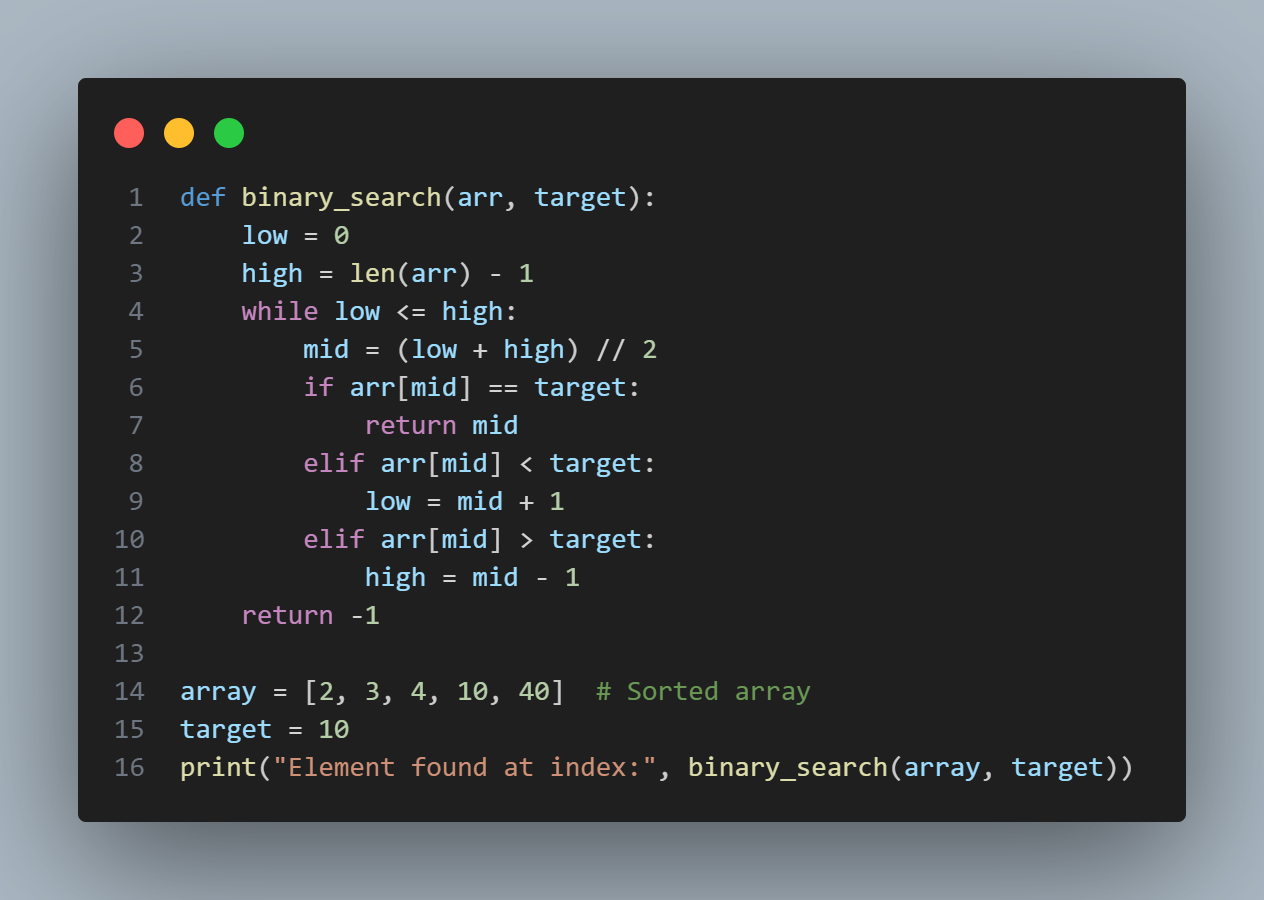 1 def binary_search(arr, target):
2     low = 0
3     high = len(arr) - 1
4     while low <= high:
5         mid = (low + high) // 2
6         if arr[mid] == target:
7             return mid
8         elif arr[mid] < target:
9             low = mid + 1
10         elif arr[mid] > target:
11             high = mid - 1
12     return -1
13
14 array = [2, 3, 4, 10, 40]  # Sorted array
15 target = 10
16 print("Element found at index:", binary_search(array, target))